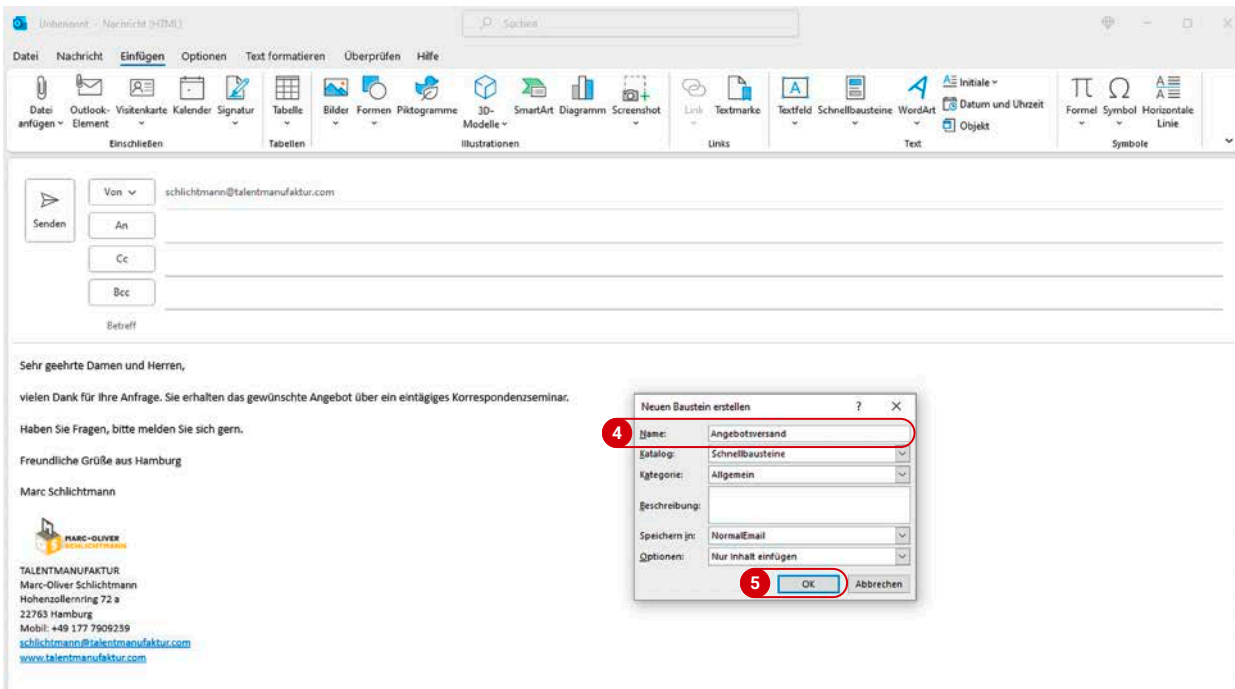 Unbenannt - Nachricht (HTML)
Suchen
Datei Nachricht Einfügen Optionen Text formatieren Überprüfen Hilfe
Datei anfügen
Outlook-Element
Visitenkarte
Kalender
Signatur
Tabelle
Bilder
Formen
Piktogramme
3D-Modelle
SmartArt
Diagramm
Screenshot
Link
Textmarke
Textfeld
Schnellbausteine
WordArt
Initiale
Datum und Uhrzeit
Objekt
Formel
Symbol
Horizontale Linie
Einschließen
Tabellen
Illustrationen
Links
Text
Symbole
Senden
Von schlichtmann@talentmanufaktur.com
An
Cc
Bcc
Betreff
Sehr geehrte Damen und Herren,
vielen Dank für Ihre Anfrage. Sie erhalten das gewünschte Angebot über ein eintägiges Korrespondenzseminar.
Haben Sie Fragen, bitte melden Sie sich gern.
Freundliche Grüße aus Hamburg
Marc Schlichtmann
MARC-OLIVER
SCHLICHTMANN
TALENTMANUFAKTUR
Marc-Oliver Schlichtmann
Hohenzollernring 72 a
22763 Hamburg
Mobil: +49 177 7909239
schlichtmann@talentmanufaktur.com
www.talentmanufaktur.com
Neuen Baustein erstellen ?
4
Name: Angebotsversand
Katalog: Schnellbausteine
Kategorie: Allgemein
Beschreibung:
Speichern in: NormalEmail
Optionen: Nur Inhalt einfügen
5
OK Abbrechen